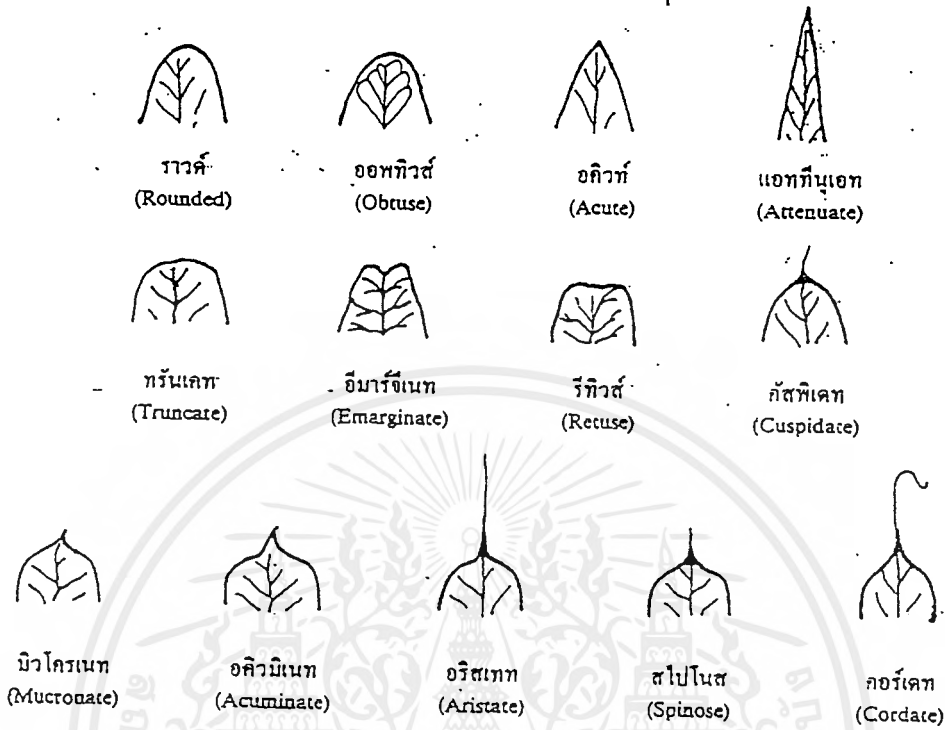 ราวค์
(Rounded)
ออพทิวส์
(Obtuse)
อคิวท์
(Acute)
แอททีนูเอท
(Attenuate)
ทรันเคท
(Truncate)
อีมาร์จีเนท
(Emarginate)
รีทิวส์
(Retuse)
คัสพิเดท
(Cuspidate)
มิวโครเนท
(Mucronate)
อคิวมิเนท
(Acuminate)
อริสเทท
(Aristate)
สไปโนส
(Spinose)
คอร์เดท
(Cordate)